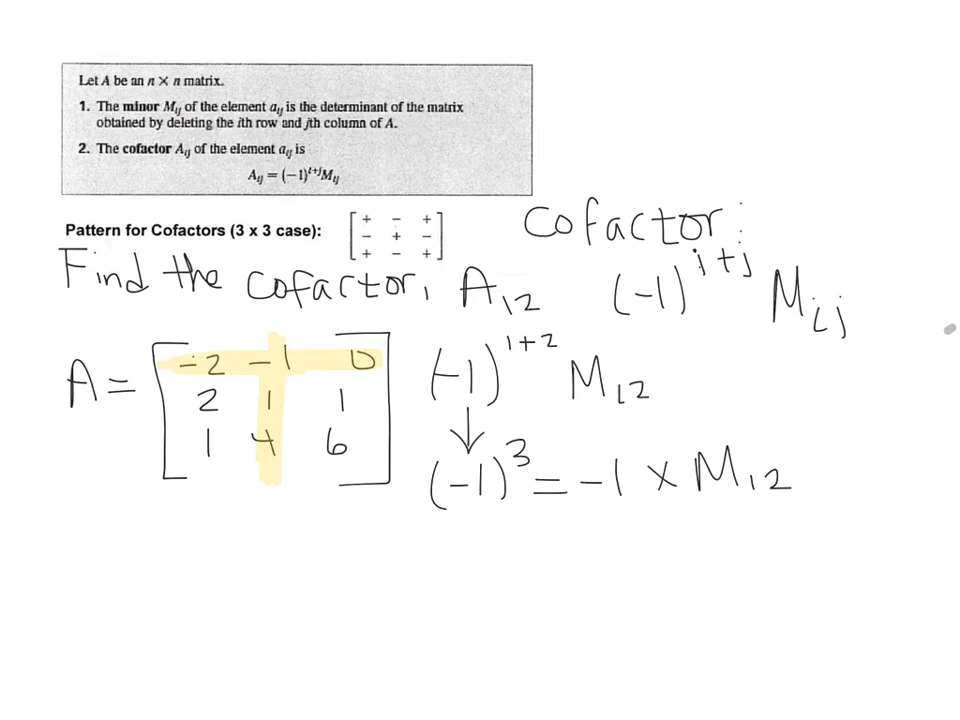 Let A be an n × n matrix.
1. The minor Mij of the element aij is the determinant of the matrix
obtained by deleting the ith row and jth column of A.
2. The cofactor Aij of the element aij is
Aij = (−1)^i+j Mij
Pattern for Cofactors (3 x 3 case): [ + − + − + − + − + ]
Cofactor:
Find the cofactor, A12
(-1)^i+j Mij
A = [ -2 -1 0
2 1 1
1 4 6 ]
(-1)^1+2 M12
↓
(-1)^3 = -1 × M12